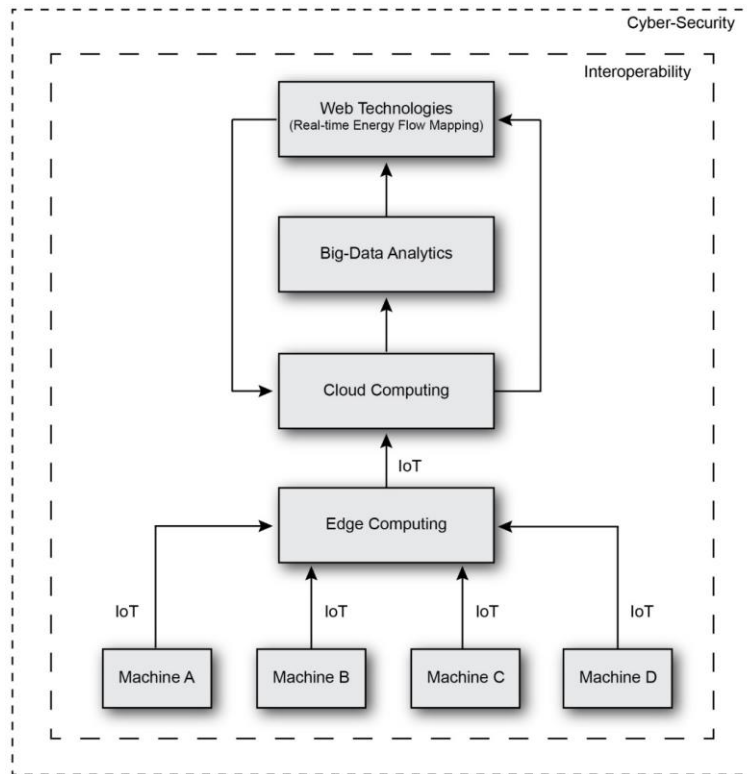 Cyber-Security
Interoperability
Web Technologies
(Real-time Energy Flow Mapping)
Big-Data Analytics
Cloud Computing
IoT
Edge Computing
IoT
IoT
IoT
IoT
Machine A
Machine B
Machine C
Machine D